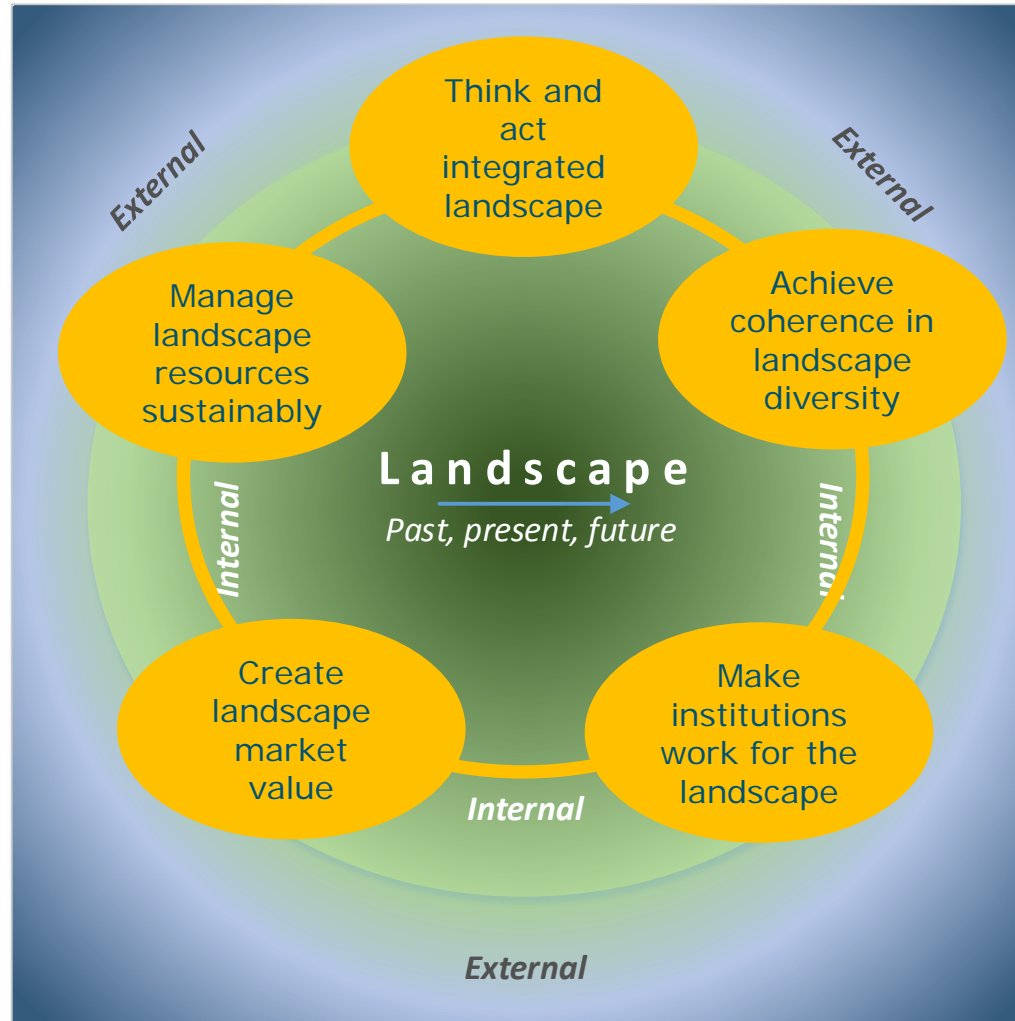 Think and
act
integrated
landscape
External
External
Manage
landscape
resources
sustainably
Achieve
coherence in
landscape
diversity
Landscape
Past, present, future
Internal
Internal
Create
landscape
market
value
Make
institutions
work for the
landscape
Internal
External